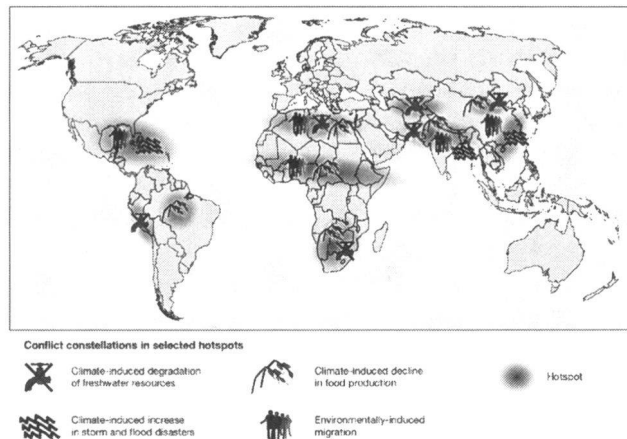 Conflict constellations in selected hotspots
Climate-induced degradation
of freshwater resources
Climate-induced decline
in food production
Hotspot
Climate-induced increase
in storm and flood disasters
Environmentally-induced
migration